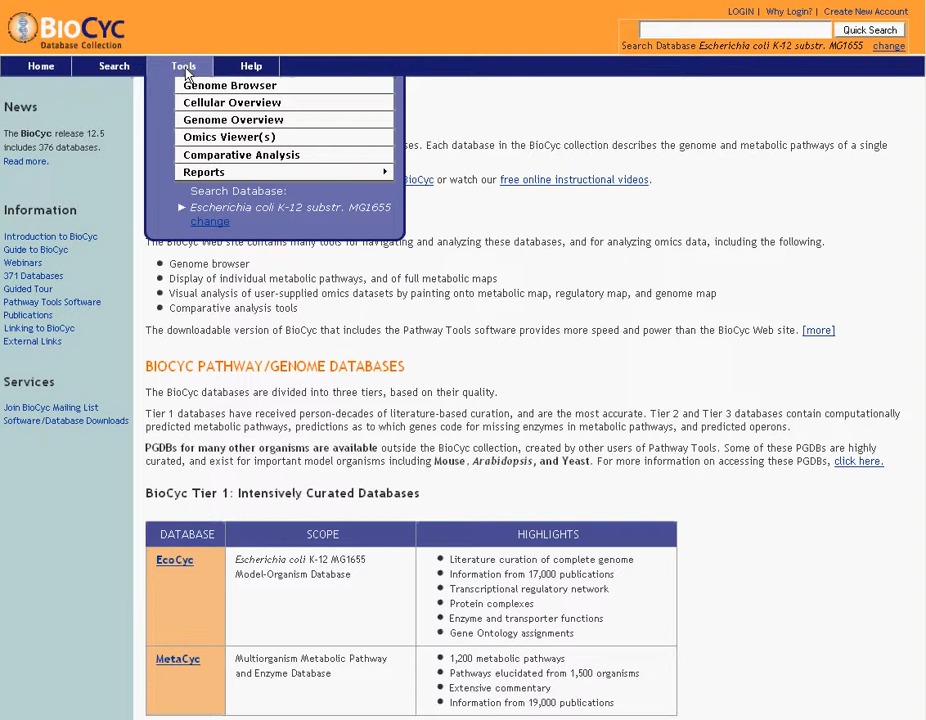 LOGIN | Why Login? | Create New Account
BIOCYC
Database Collection
Quick Search
Search Database Escherichia coli K-12 substr. MG1655 change
Home Search Tools Help
Genome Browser
Cellular Overview
Genome Overview
Omics Viewer(s)
Comparative Analysis
Reports
Search Database:
Escherichia coli K-12 substr. MG1655
change
News
The BioCyc release 12.5
includes 376 databases.
Read more.
Information
Introduction to BioCyc
Guide to BioCyc
Webinars
371 Databases
Guided Tour
Pathway Tools Software
Publications
Linking to BioCyc
External Links
Services
Join BioCyc Mailing List
Software/Database Downloads
ses. Each database in the BioCyc collection describes the genome and metabolic pathways of a single
BioCyc or watch our free online instructional videos.
The BioCyc Web site contains many tools for navigating and analyzing these databases, and for analyzing omics data, including the following.
Genome browser
Display of individual metabolic pathways, and of full metabolic maps
Visual analysis of user-supplied omics datasets by painting onto metabolic map, regulatory map, and genome map
Comparative analysis tools
The downloadable version of BioCyc that includes the Pathway Tools software provides more speed and power than the BioCyc Web site. [more]
BIOCYC PATHWAY/GENOME DATABASES
The BioCyc databases are divided into three tiers, based on their quality.
Tier 1 databases have received person-decades of literature-based curation, and are the most accurate. Tier 2 and Tier 3 databases contain computationally
predicted metabolic pathways, predictions as to which genes code for missing enzymes in metabolic pathways, and predicted operons.
PGDBs for many other organisms are available outside the BioCyc collection, created by other users of Pathway Tools. Some of these PGDBs are highly
curated, and exist for important model organisms including Mouse, Arabidopsis, and Yeast. For more information on accessing these PGDBs, click here.
BioCyc Tier 1: Intensively Curated Databases
DATABASE SCOPE HIGHLIGHTS
EcoCyc
Escherichia coli K-12 MG1655
Model-Organism Database
Literature curation of complete genome
Information from 17,000 publications
Transcriptional regulatory network
Protein complexes
Enzyme and transporter functions
Gene Ontology assignments
MetaCyc
Multiorganism Metabolic Pathway
and Enzyme Database
1,200 metabolic pathways
Pathways elucidated from 1,500 organisms
Extensive commentary
Information from 19,000 publications